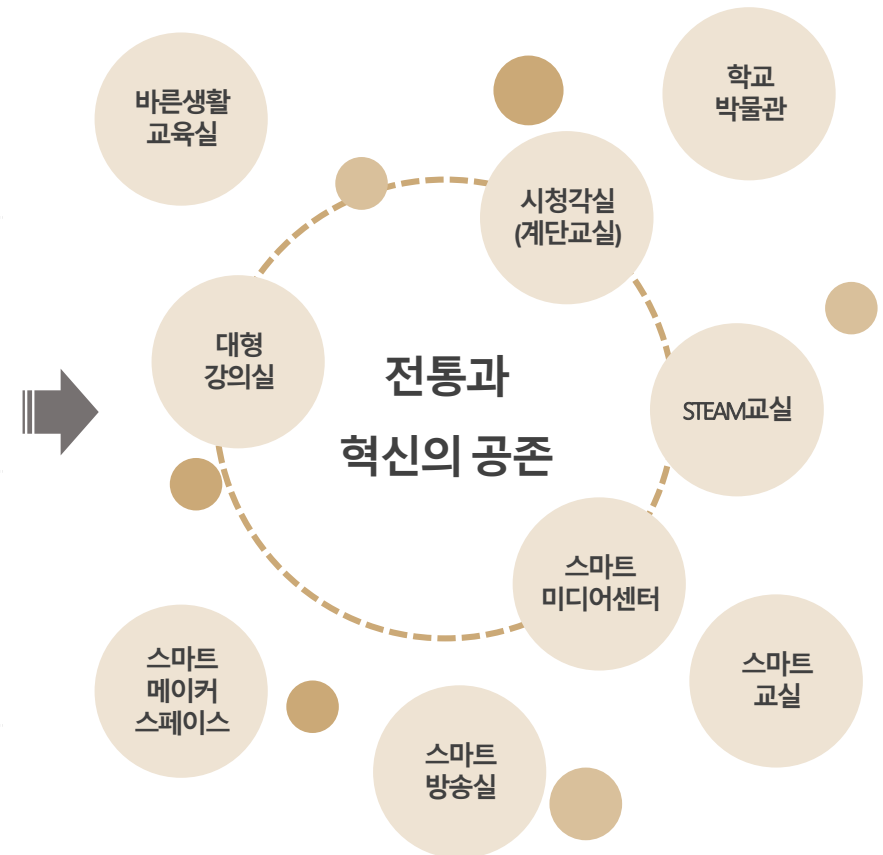 바른생활
교육실
학교
박물관
시청각실
(계단교실)
대형
강의실
전통과
혁신의 공존
STEAM교실
스마트
미디어센터
스마트
메이커
스페이스
스마트
교실
스마트
방송실